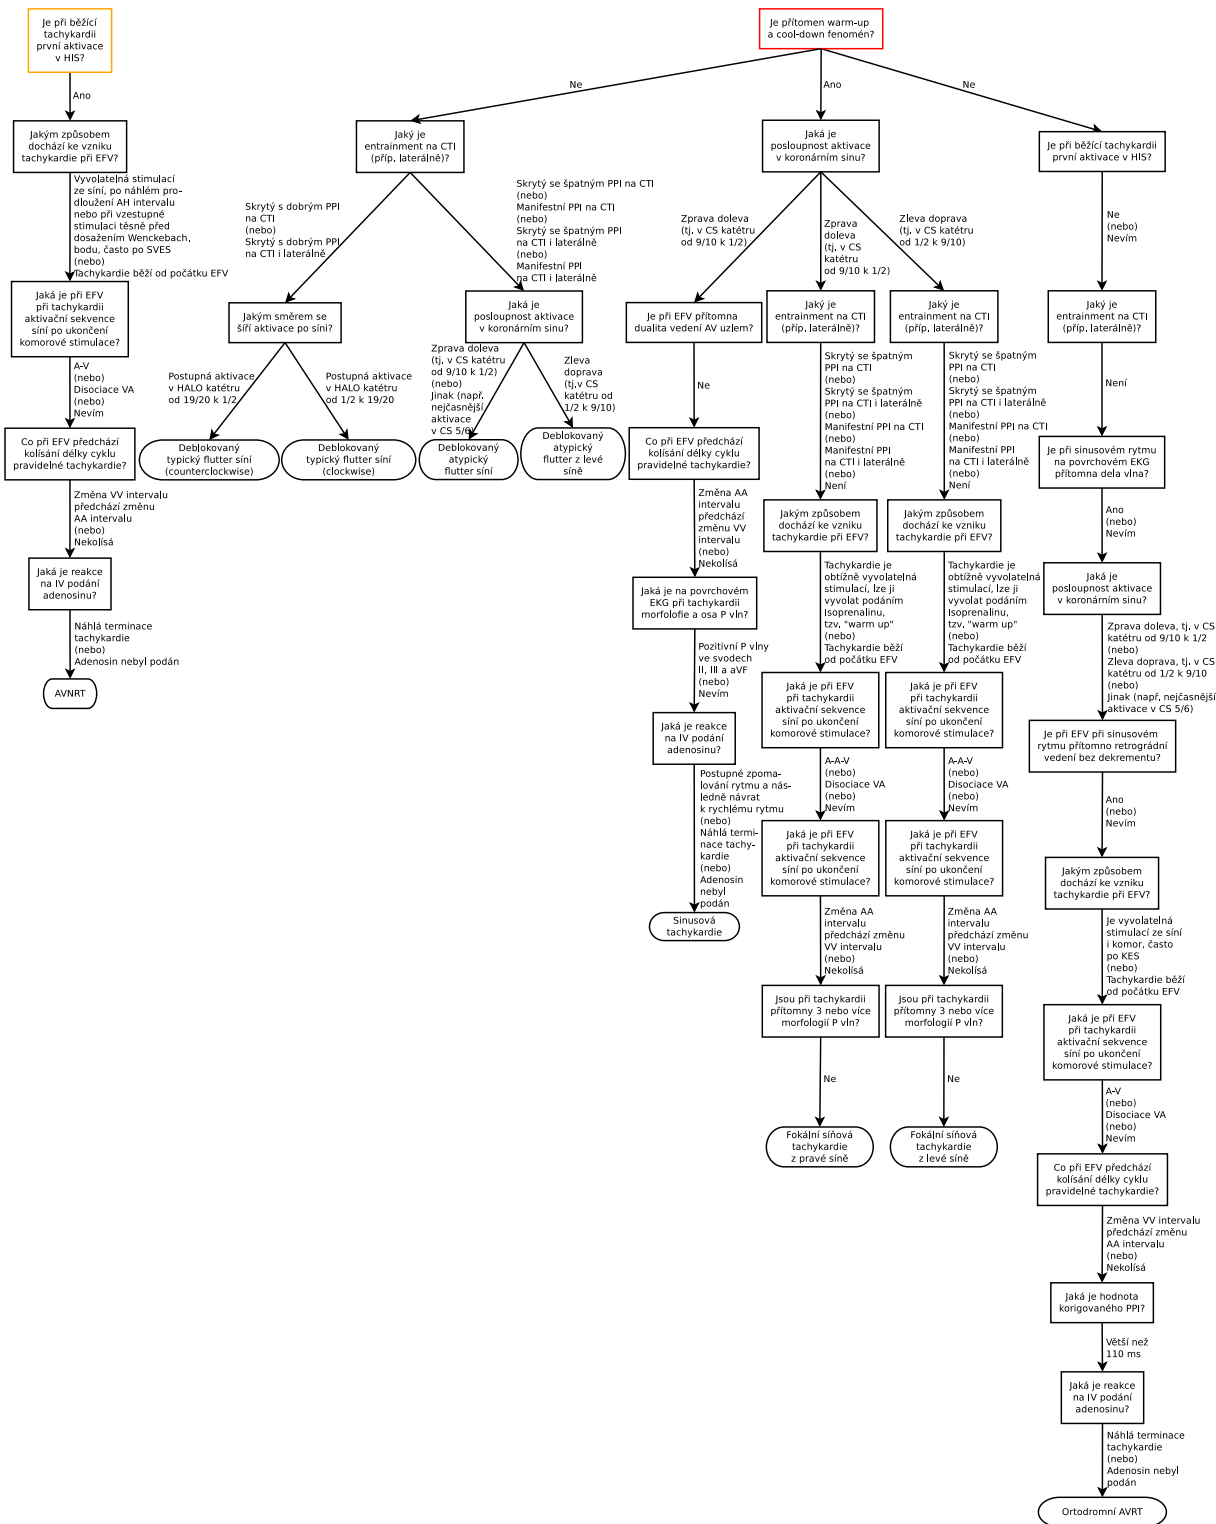 Je při běžící
tachykardii
první aktivace
v HIS?
Ano
Jakým způsobem
dochází ke vzniku
tachykardie při EFV?
Vyvolatelná stimulací
ze síní, po náhlém pro-
dloužení AH intervalu
nebo při vzestupné
stimulaci těsně před
dosažením Wenckebach,
bodu, často po SVES
(nebo)
Tachykardie běží od počátku EFV
Jaká je při EFV
při tachykardii
aktivační sekvence
síní po ukončení
komorové stimulace?
A-V
(nebo)
Disociace VA
(nebo)
Nevím
Co při EFV předchází
kolísání délky cyklu
pravidelné tachykardie?
Změna VV intervalu
předchází změnu
AA intervalu
(nebo)
Nekolísá
Jaká je reakce
na IV podání
adenosinu?
Náhlá terminace
tachykardie
(nebo)
Adenosin nebyl podán
AVNRT
Je přítomen warm-up
a cool-down fenomén?
Ne
Ano
Ne
Jaký je
entrainment na CTI
(příp. laterálně)?
Skrytý s dobrým PPI
na CTI
(nebo)
Skrytý s dobrým PPI
na CTI i laterálně
Skrytý se špatným PPI na CTI
(nebo)
Manifestní PPI na CTI
(nebo)
Skrytý se špatným PPI
na CTI i laterálně
(nebo)
Manifestní PPI
na CTI i laterálně
Jakým směrem se
šíří aktivace po síni?
Postupná aktivace
v HALO katétru
od 19/20 k 1/2
Postupná aktivace
v HALO katétru
od 1/2 k 19/20
Deblokovaný
typický flutter síní
(counterclockwise)
Deblokovaný
typický flutter síní
(clockwise)
Jaká je
posloupnost aktivace
v koronárním sinu?
Zprava doleva
(tj. v CS katétru
od 9/10 k 1/2)
(nebo)
Jinak (např.
nejčasnější
aktivace
v CS 5/6)
Zleva
doprava
(tj.v CS
katétru od
1/2 k 9/10)
Deblokovaný
atypický
flutter síní
Deblokovaný
atypický
flutter z levé
síně
Jaká je
posloupnost aktivace
v koronárním sinu?
Zprava doleva
(tj. v CS katétru
od 9/10 k 1/2)
Zprava
doleva
(tj. v CS
katétru
od 9/10 k 1/2)
Zleva doprava
(tj. v CS katétru
od 1/2 k 9/10)
Je při EFV přítomna
dualita vedení AV uzlem?
Ne
Co při EFV předchází
kolísání délky cyklu
pravidelné tachykardie?
Změna AA
intervalu
předchází
změnu VV
intervalu
(nebo)
Nekolísá
Jaká je na povrchovém
EKG při tachykardii
morfolofie a osa P vln?
Pozitivní P vlny
ve svodech
II, III a aVF
(nebo)
Nevím
Jaká je reakce
na IV podání
adenosinu?
Postupné zpoma-
lování rytmu a nás-
ledně návrat
k rychlému rytmu
(nebo)
Náhlá termi-
nace tachy-
kardie
(nebo)
Adenosin
nebyl
podán
Sinusová
tachykardie
Jaký je
entrainment na CTI
(příp. laterálně)?
Skrytý se špatným
PPI na CTI
(nebo)
Skrytý se špatným
PPI na CTI i laterálně
(nebo)
Manifestní PPI na CTI
(nebo)
Manifestní PPI
na CTI i laterálně
(nebo)
Není
Jakým způsobem
dochází ke vzniku
tachykardie při EFV?
Tachykardie je
obtížně vyvolatelná
stimulací, lze ji
vyvolat podáním
Isoprenalinu,
tzv. "warm up"
(nebo)
Tachykardie běží
od počátku EFV
Jaká je při EFV
při tachykardii
aktivační sekvence
síní po ukončení
komorové stimulace?
A-A-V
(nebo)
Disociace VA
(nebo)
Nevím
Jaká je při EFV
při tachykardii
aktivační sekvence
síní po ukončení
komorové stimulace?
Změna AA
intervalu
předchází změnu
VV intervalu
(nebo)
Nekolísá
Jsou při tachykardii
přítomny 3 nebo více
morfologií P vln?
Ne
Fokální síňová
tachykardie
z pravé síně
Jaký je
entrainment na CTI
(příp. laterálně)?
Skrytý se špatným
PPI na CTI
(nebo)
Skrytý se špatným
PPI na CTI i laterálně
(nebo)
Manifestní PPI na CTI
(nebo)
Manifestní PPI
na CTI i laterálně
(nebo)
Není
Jakým způsobem
dochází ke vzniku
tachykardie při EFV?
Tachykardie je
obtížně vyvolatelná
stimulací, lze ji
vyvolat podáním
Isoprenalinu,
tzv. "warm up"
(nebo)
Tachykardie běží
od počátku EFV
Jaká je při EFV
při tachykardii
aktivační sekvence
síní po ukončení
komorové stimulace?
A-A-V
(nebo)
Disociace VA
(nebo)
Nevím
Jaká je při EFV
při tachykardii
aktivační sekvence
síní po ukončení
komorové stimulace?
Změna AA
intervalu
předchází změnu
VV intervalu
(nebo)
Nekolísá
Jsou při tachykardii
přítomny 3 nebo více
morfologií P vln?
Ne
Fokální síňová
tachykardie
z levé síně
Je při běžící tachykardii
první aktivace v HIS?
Ne
(nebo)
Nevím
Jaký je
entrainment na CTI
(příp. laterálně)?
Není
Je při sinusovém rytmu
na povrchovém EKG
přítomna dela vlna?
Ano
(nebo)
Nevím
Jaká je
posloupnost aktivace
v koronárním sinu?
Zprava doleva, tj. v CS
katétru od 9/10 k 1/2
(nebo)
Zleva doprava, tj. v CS
katétru od 1/2 k 9/10
(nebo)
Jinak (např. nejčasnější
aktivace v CS 5/6)
Je při EFV při sinusovém
rytmu přítomno retrográdní
vedení bez dekrementu?
Ano
(nebo)
Nevím
Jakým způsobem
dochází ke vzniku
tachykardie při EFV?
Je vyvolatelná
stimulací ze síní
i komor, často
po KES
(nebo)
Tachykardie běží
od počátku EFV
Jaká je při EFV
při tachykardii
aktivační sekvence
síní po ukončení
komorové stimulace?
A-V
(nebo)
Disociace VA
(nebo)
Nevím
Co při EFV předchází
kolísání délky cyklu
pravidelné tachykardie?
Změna VV intervalu
předchází změnu
AA intervalu
(nebo)
Nekolísá
Jaká je hodnota
korigovaného PPI?
Větší než
110 ms
Jaká je reakce
na IV podání
adenosinu?
Náhlá terminace
tachykardie
(nebo)
Adenosin nebyl
podán
Ortodromní AVRT